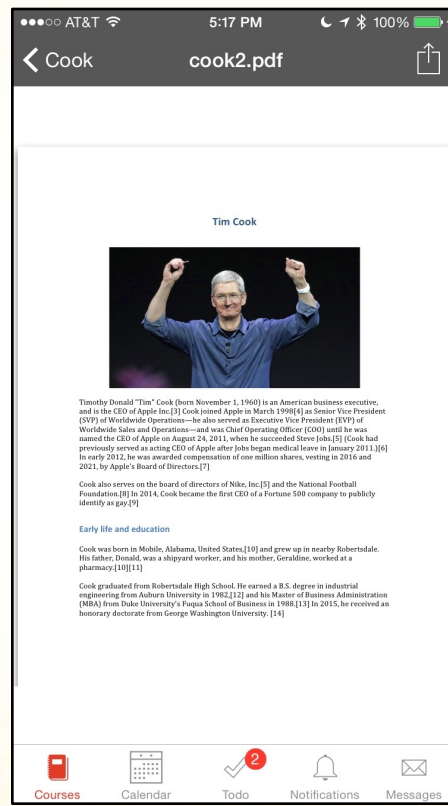 AT&T 5:17 PM 100%
Cook cook2.pdf
Tim Cook
Timothy Donald "Tim" Cook (born November 1, 1960) is an American business executive,
and is the CEO of Apple Inc.[3] Cook joined Apple in March 1998[4] as Senior Vice President
(SVP) of Worldwide Operations—he also served as Executive Vice President (EVP) of
Worldwide Sales and Operations—and was Chief Operating Officer (COO) until he was
named the CEO of Apple on August 24, 2011, when he succeeded Steve Jobs.[5] (Cook had
previously served as acting CEO of Apple after Jobs began medical leave in January 2011.)[6]
In early 2012, he was awarded compensation of one million shares, vesting in 2016 and
2021, by Apple's Board of Directors.[7]
Cook also serves on the board of directors of Nike, Inc.[5] and the National Football
Foundation.[8] In 2014, Cook became the first CEO of a Fortune 500 company to publicly
identify as gay.[9]
Early life and education
Cook was born in Mobile, Alabama, United States,[10] and grew up in nearby Robertsdale.
His father, Donald, was a shipyard worker, and his mother, Geraldine, worked at a
pharmacy.[10][11]
Cook graduated from Robertsdale High School. He earned a B.S. degree in industrial
engineering from Auburn University in 1982,[12] and his Master of Business Administration
(MBA) from Duke University's Fuqua School of Business in 1988.[13] In 2015, he received an
honorary doctorate from George Washington University. [14]
2
Courses Calendar Todo Notifications Messages